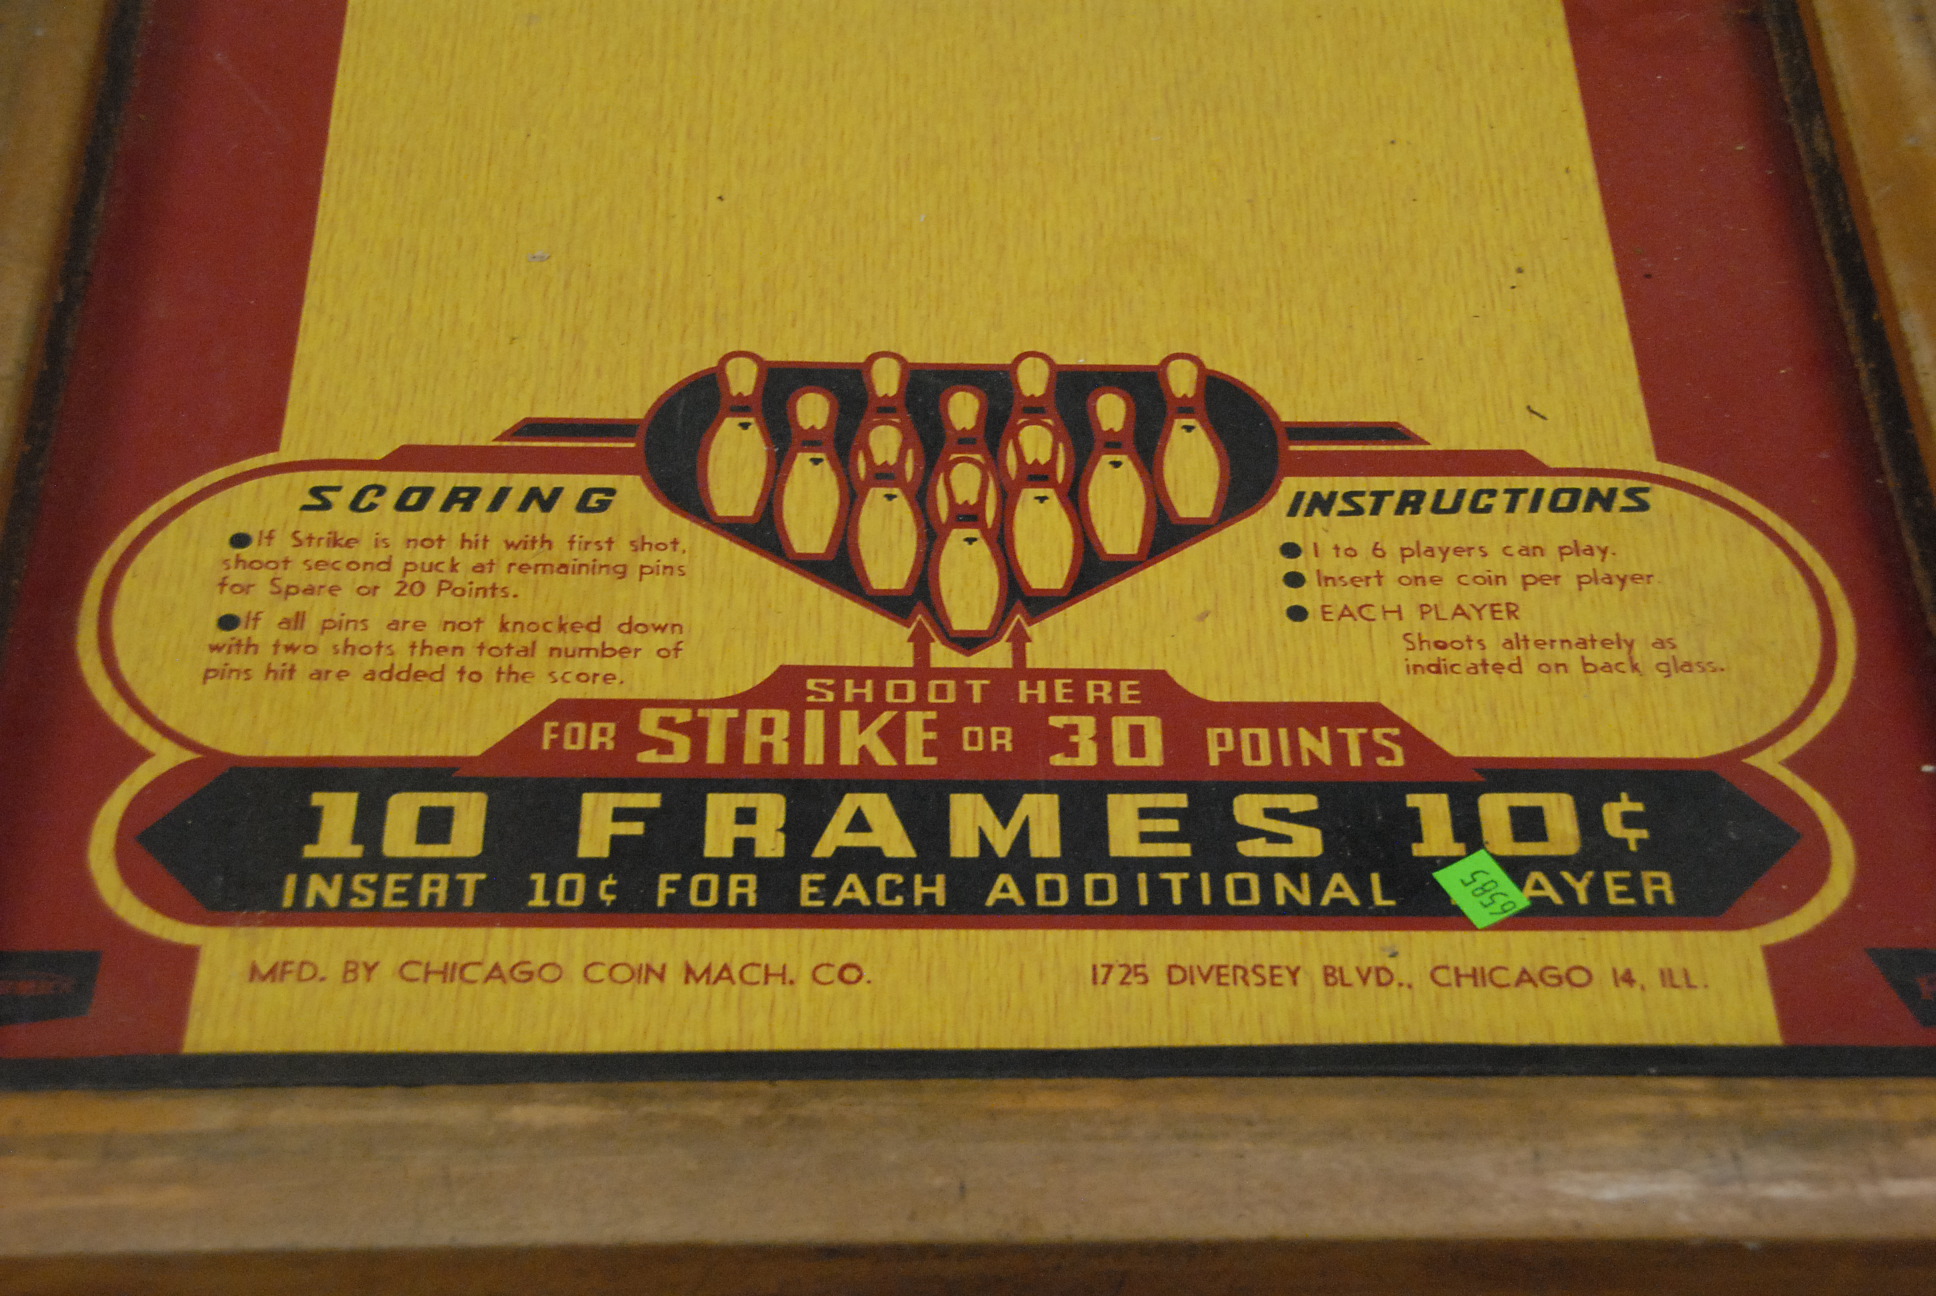 SCORING
If Strike is not hit with first shot,
shoot second puck at remaining pins
for Spare or 20 Points.
If all pins are not knocked down
with two shots then total number of
pins hit are added to the score.
INSTRUCTIONS
1 to 6 players can play.
Insert one coin per player.
EACH PLAYER
Shoots alternately as
indicated on back glass.
SHOOT HERE
FOR STRIKE OR 30 POINTS
10 FRAMES 10¢
INSERT 10¢ FOR EACH ADDITIONAL AYER
6585
MFD. BY CHICAGO COIN MACH. CO.
1725 DIVERSEY BLVD., CHICAGO 14, ILL.